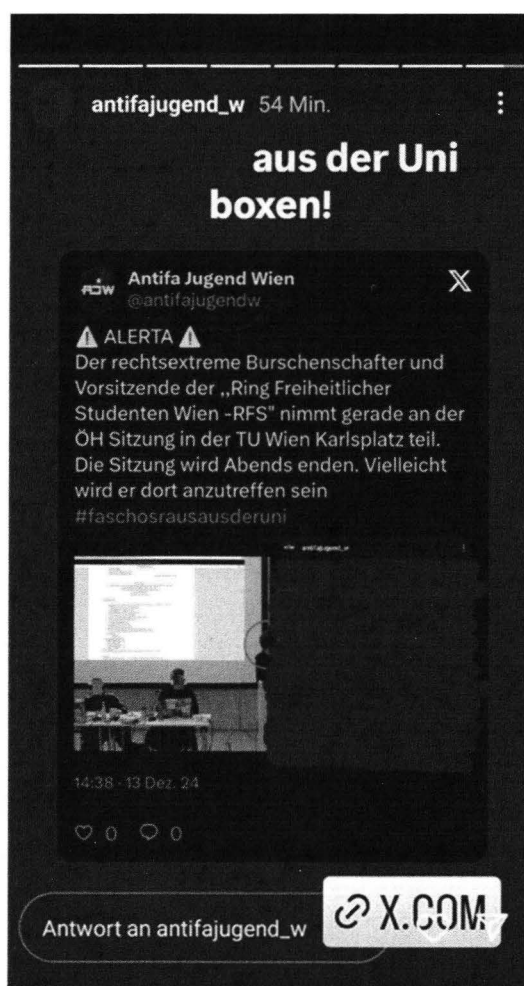 antifajugend_w 54 Min.
aus der Uni
boxen!
Antifa Jugend Wien
@antifajugendw
⚠ ALERTA ⚠
Der rechtsextreme Burschenschafter und
Vorsitzende der ,,Ring Freiheitlicher
Studenten Wien -RFS" nimmt gerade an der
ÖH Sitzung in der TU Wien Karlsplatz teil.
Die Sitzung wird Abends enden. Vielleicht
wird er dort anzutreffen sein
#faschosrausausderuni
antifajugend_w
14:38 · 13 Dez. 24
0 0
Antwort an antifajugend_w
X.COM